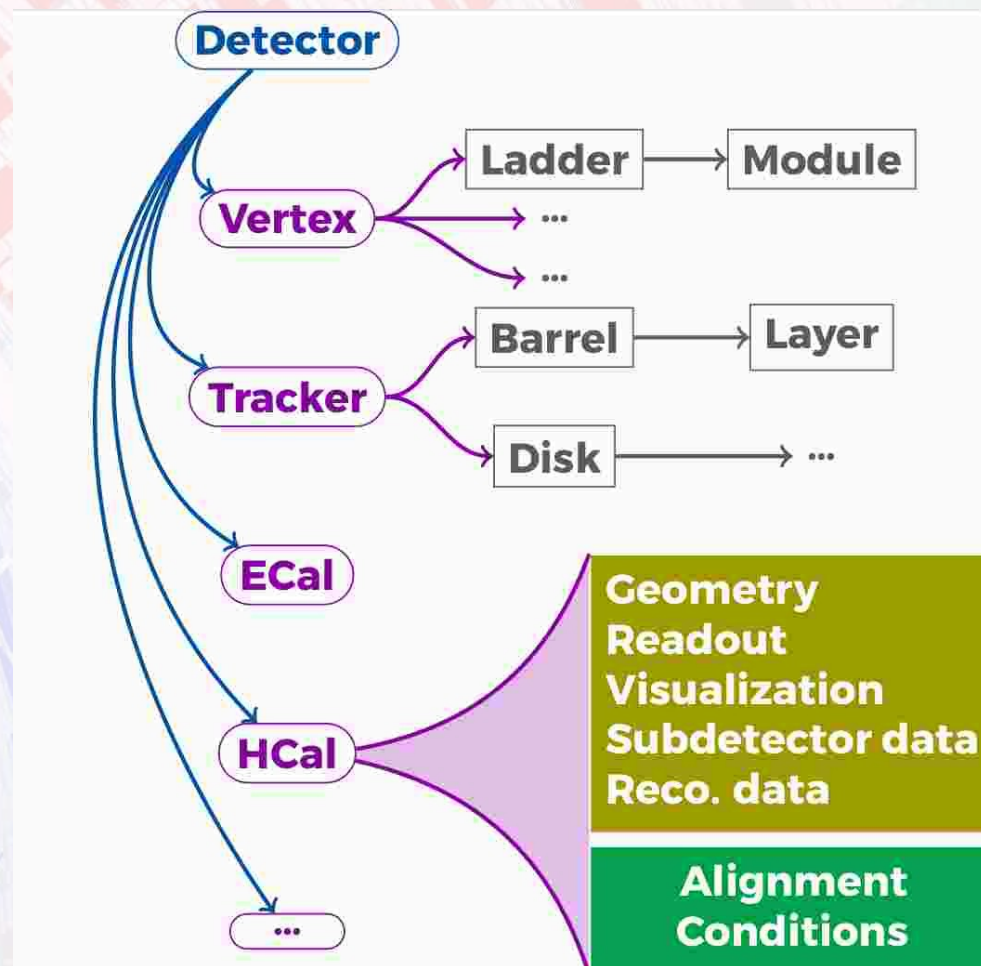 Detector
Ladder
Module
Vertex
...
...
Barrel
Layer
Tracker
Disk
...
ECal
Geometry
Readout
Visualization
Subdetector data
Reco. data
HCal
Alignment
Conditions
...